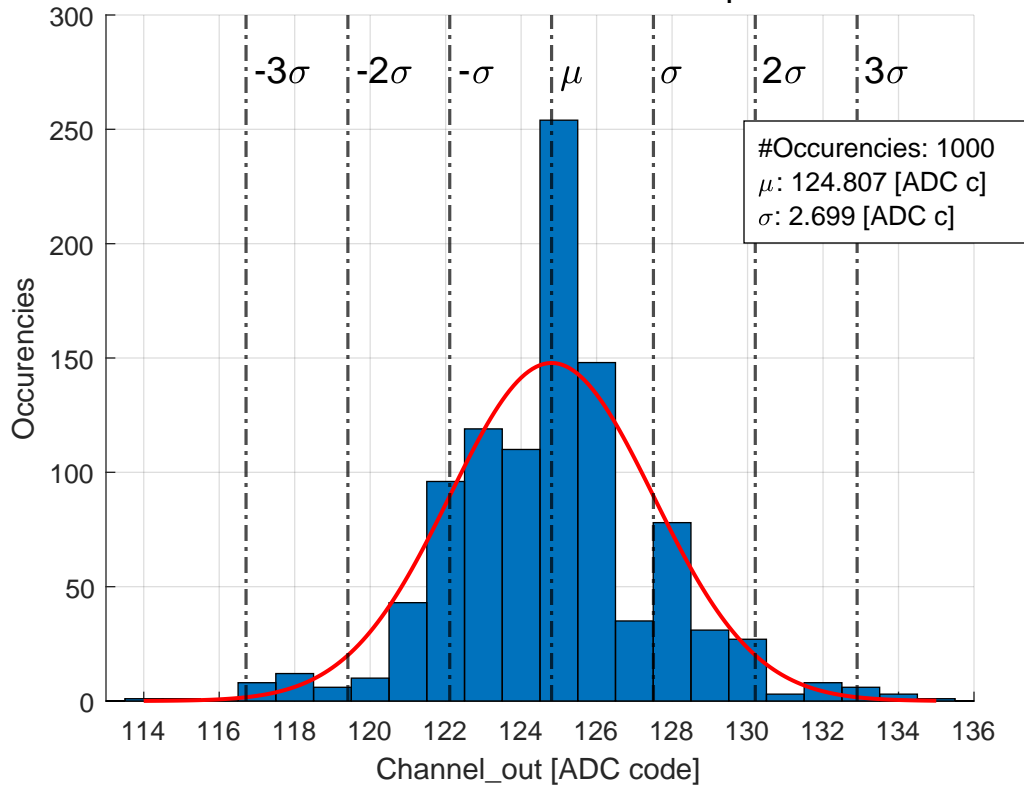 300
250
200
150
100
50
0
Occurencies
-3σ
-2σ
-σ
μ
σ
2σ
3σ
#Occurencies: 1000
μ: 124.807 [ADC c]
σ: 2.699 [ADC c]
114 116 118 120 122 124 126 128 130 132 134 136
Channel_out [ADC code]